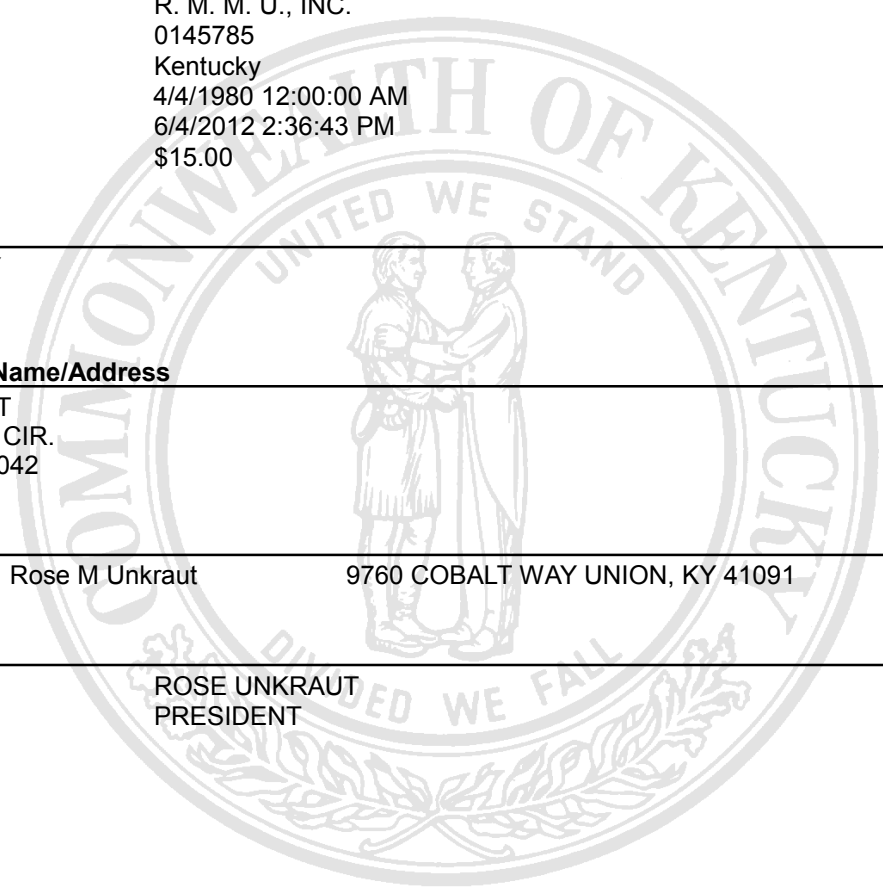 R. M. M. U., INC.
0145785
Kentucky
4/4/1980 12:00:00 AM
6/4/2012 2:36:43 PM
$15.00
COMMONWEALTH OF KENTUCKY
UNITED WE STAND
Name/Address
T
CIR.
042
Rose M Unkraut 9760 COBALT WAY UNION, KY 41091
DIVIDED WE FALL
ROSE UNKRAUT
PRESIDENT